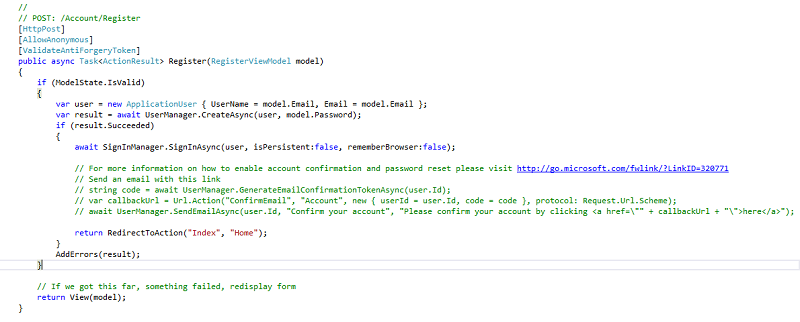 //
// POST: /Account/Register
[HttpPost]
[AllowAnonymous]
[ValidateAntiForgeryToken]
public async Task<ActionResult> Register(RegisterViewModel model)
{
if (ModelState.IsValid)
{
var user = new ApplicationUser { UserName = model.Email, Email = model.Email };
var result = await UserManager.CreateAsync(user, model.Password);
if (result.Succeeded)
{
await SignInManager.SignInAsync(user, isPersistent:false, rememberBrowser:false);
// For more information on how to enable account confirmation and password reset please visit http://go.microsoft.com/fwlink/?LinkID=320771
// Send an email with this link
// string code = await UserManager.GenerateEmailConfirmationTokenAsync(user.Id);
// var callbackUrl = Url.Action("ConfirmEmail", "Account", new { userId = user.Id, code = code }, protocol: Request.Url.Scheme);
// await UserManager.SendEmailAsync(user.Id, "Confirm your account", "Please confirm your account by clicking <a href=\"" + callbackUrl + "\">here</a>");
return RedirectToAction("Index", "Home");
}
AddErrors(result);
}
// If we got this far, something failed, redisplay form
return View(model);
}